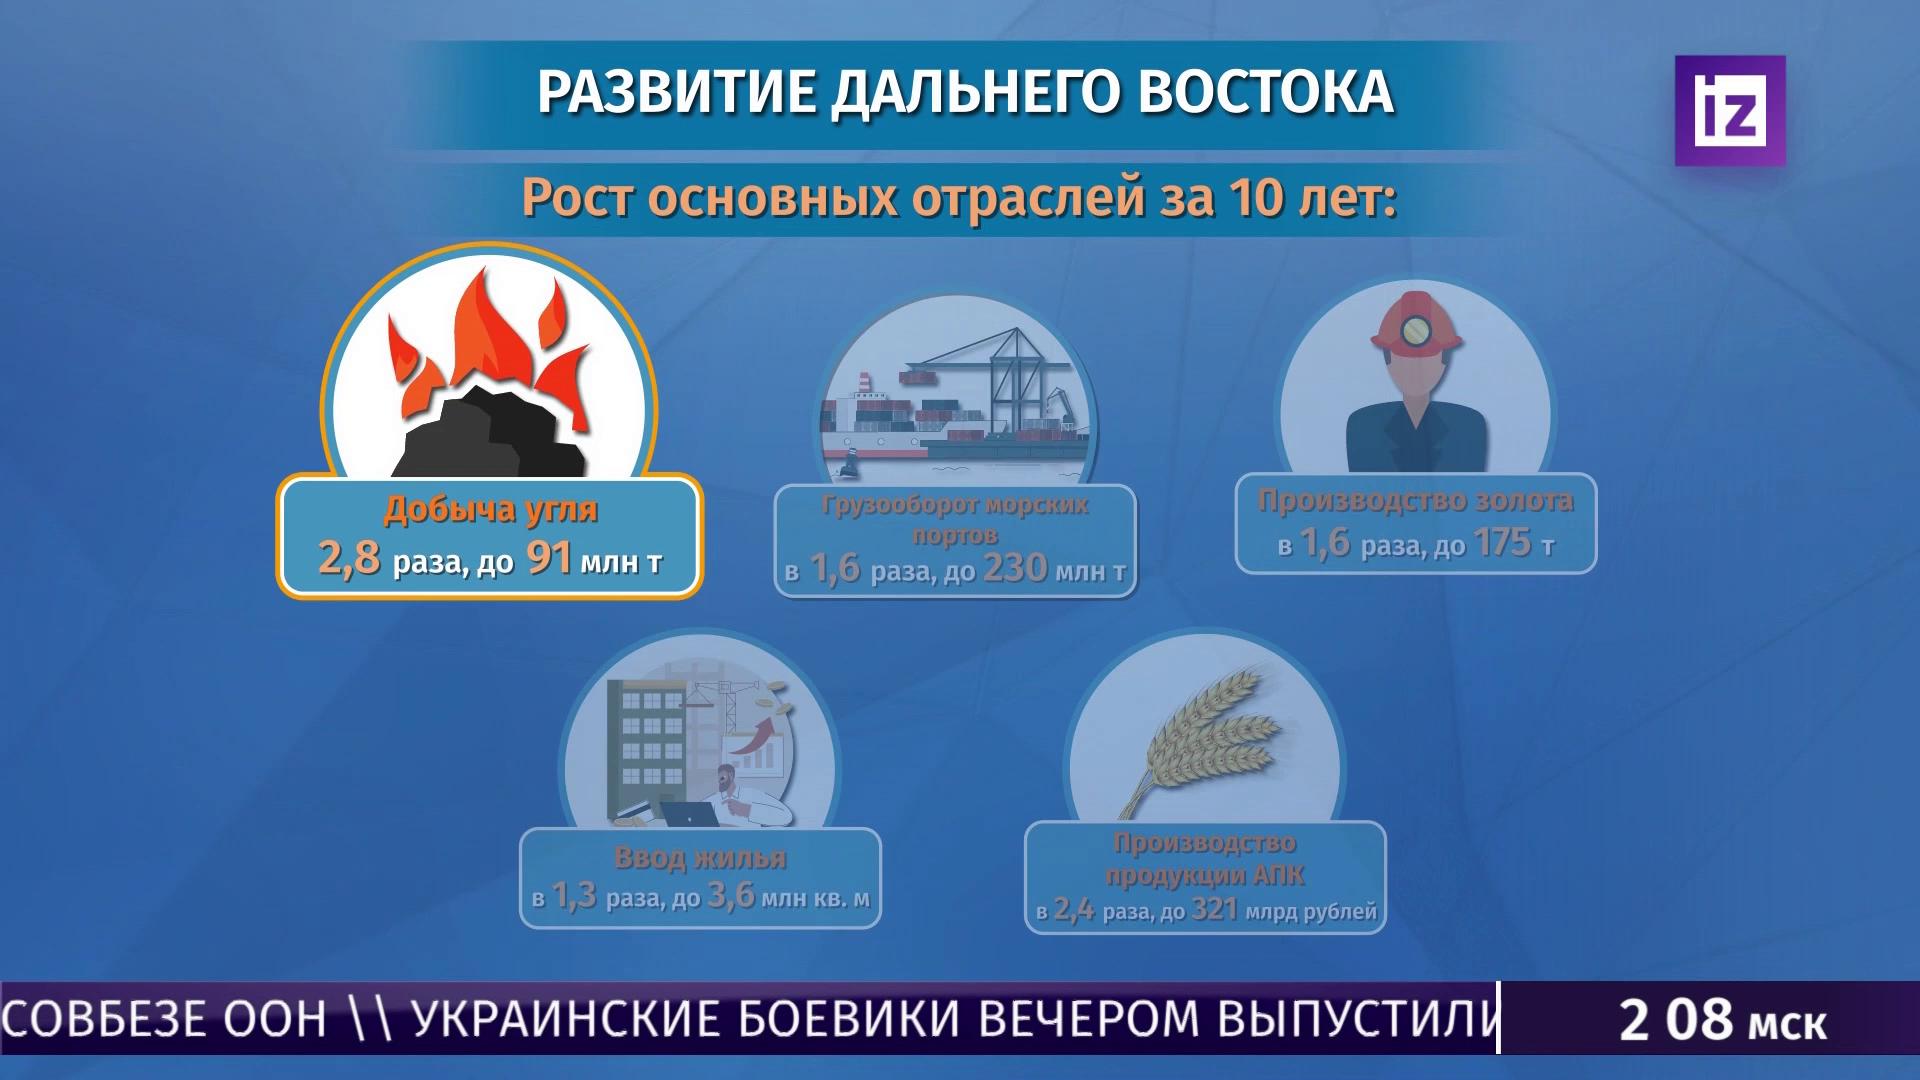 РАЗВИТИЕ ДАЛЬНЕГО ВОСТОКА
iz
Рост основных отраслей за 10 лет:
Добыча угля
2,8 раза, до 91 млн т
Грузооборот морских
портов
в 1,6 раза, до 230 млн т
Производство золота
в 1,6 раза, до 175 т
Ввод жилья
в 1,3 раза, до 3,6 млн кв. м
Производство
продукции АПК
в 2,4 раза, до 321 млрд рублей
СОВБЕЗЕ ООН \\ УКРАИНСКИЕ БОЕВИКИ ВЕЧЕРОМ ВЫПУСТИЛИ
2 08 мск